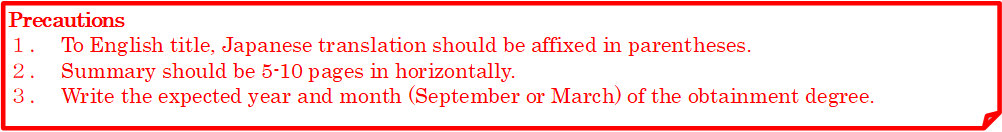 Precautions
１．　To English title, Japanese translation should be affixed in parentheses.
２．　Summary should be 5-10 pages in horizontally.
３．　Write the expected year and month (September or March) of the obtainment degree.